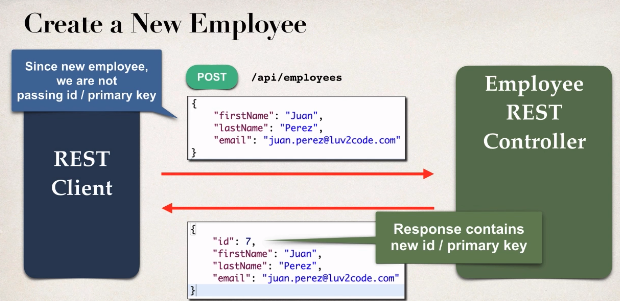 Create a New Employee
Since new employee,
we are not
passing id / primary key
POST /api/employees
{
"firstName": "Juan",
"lastName": "Perez",
"email": "juan.perez@luv2code.com"
}
REST
Client
Employee
REST
Controller
{
"id": 7,
"firstName": "Juan",
"lastName": "Perez",
"email": "juan.perez@luv2code.com"
}
Response contains
new id / primary key